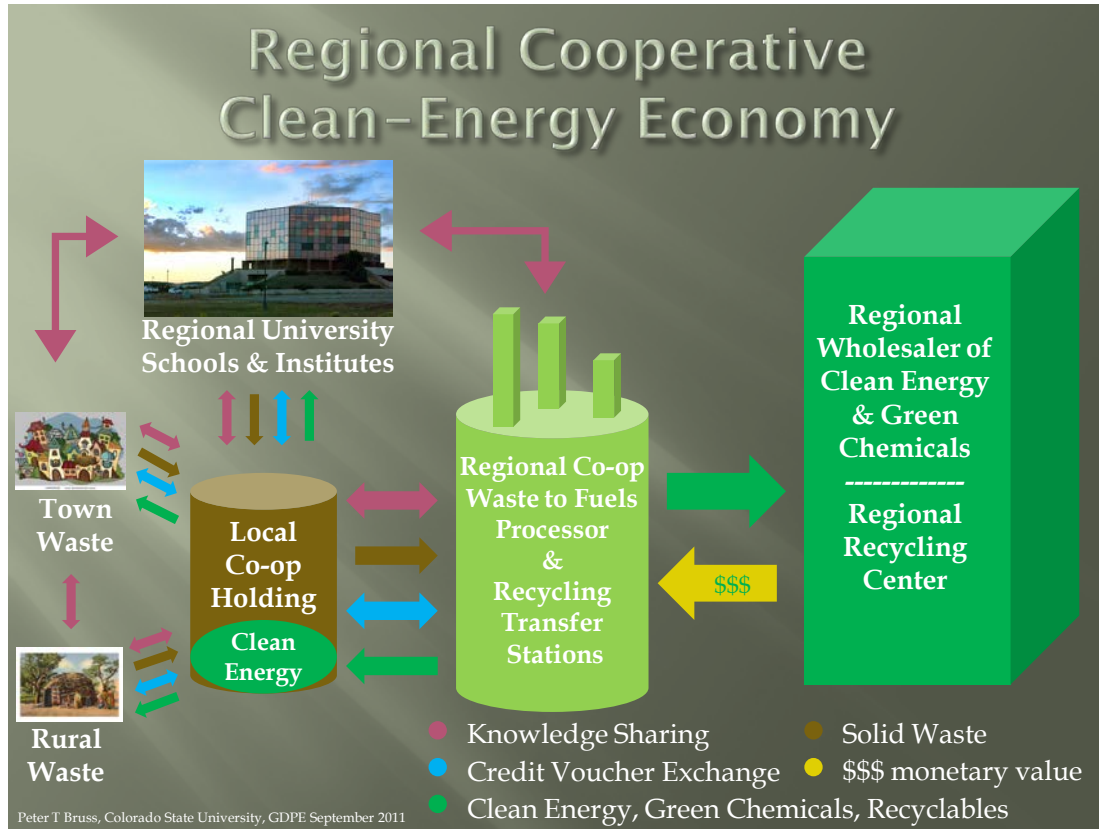 Regional Cooperative
Clean-Energy Economy
Regional University
Schools & Institutes
Town
Waste
Rural
Waste
Local
Co-op
Holding
Clean
Energy
Regional Co-op
Waste to Fuels
Processor
&
Recycling
Transfer
Stations
$$$
Regional
Wholesaler of
Clean Energy
& Green
Chemicals
-------------
Regional
Recycling
Center
Knowledge Sharing
Solid Waste
Credit Voucher Exchange
$$$ monetary value
Clean Energy, Green Chemicals, Recyclables
Peter T Bruss, Colorado State University, GDPE September 2011